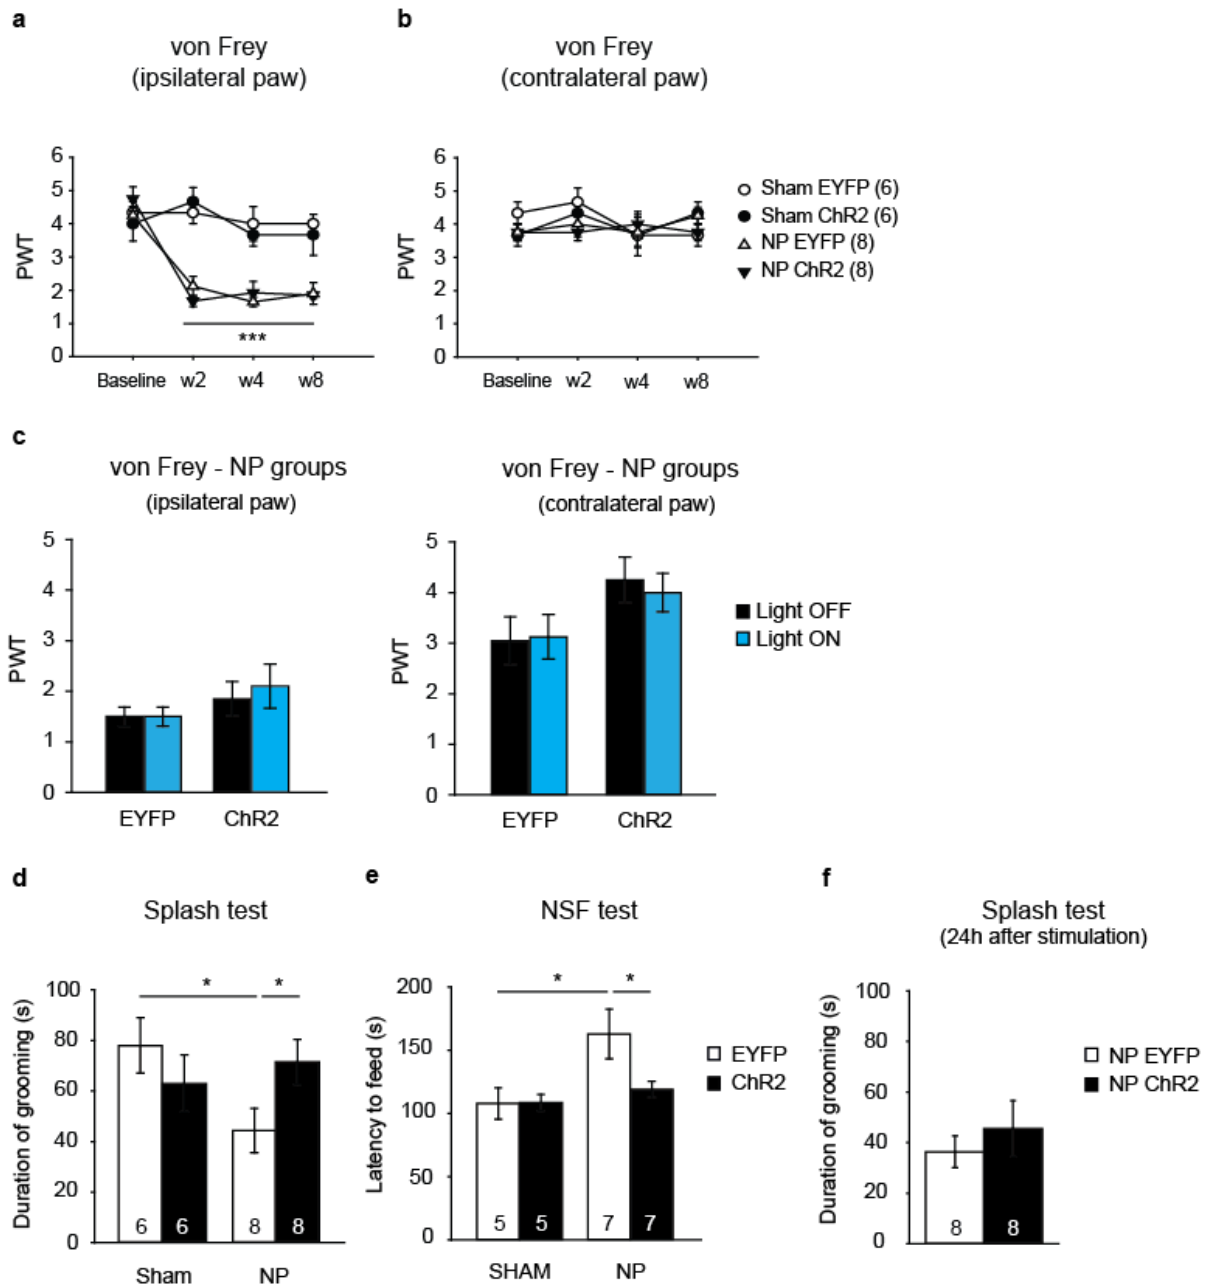 a
b
von Frey
(ipsilateral paw)
von Frey
(contralateral paw)
6
5
4
3
2
1
0
PWT
Baseline w2 w4 w8
***
6
5
4
3
2
1
0
PWT
Baseline w2 w4 w8
Sham EYFP (6)
Sham ChR2 (6)
NP EYFP (8)
NP ChR2 (8)
c
von Frey - NP groups
(ipsilateral paw)
von Frey - NP groups
(contralateral paw)
5
4
3
2
1
0
PWT
EYFP ChR2
5
4
3
2
1
0
PWT
EYFP ChR2
Light OFF
Light ON
d
Splash test
100
80
60
40
20
0
Duration of grooming (s)
* *
6 6 8 8
Sham NP
e
NSF test
200
150
100
50
0
Latency to feed (s)
* *
5 5 7 7
SHAM NP
EYFP
ChR2
f
Splash test
(24h after stimulation)
100
80
60
40
20
0
Duration of grooming (s)
8 8
NP EYFP
NP ChR2